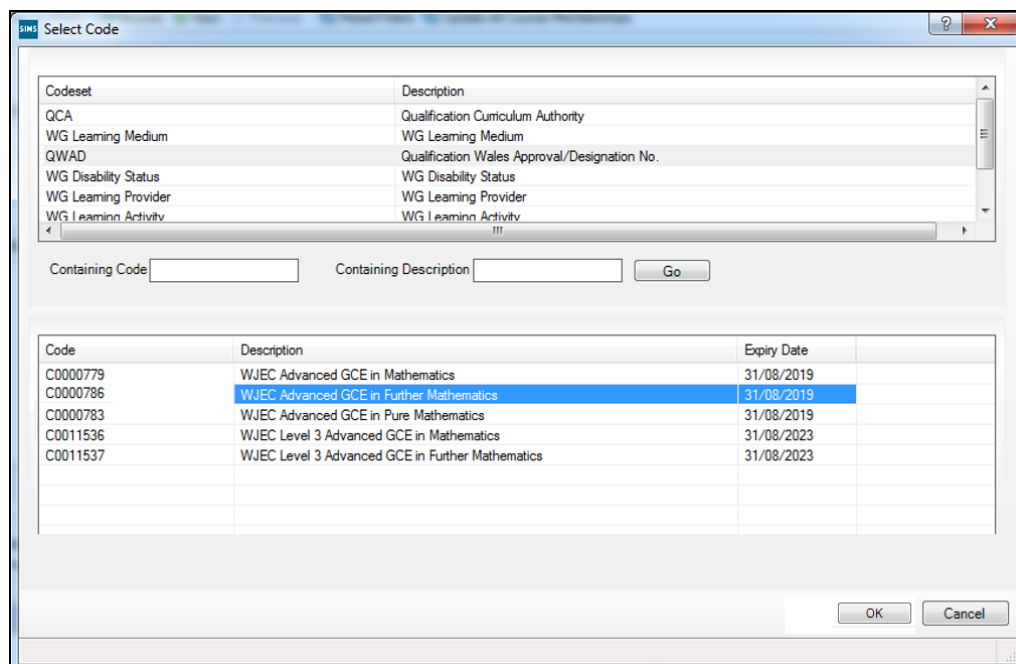 SIMS Select Code
Codeset Description
QCA Qualification Curriculum Authority
WG Learning Medium WG Learning Medium
QWAD Qualification Wales Approval/Designation No.
WG Disability Status WG Disability Status
WG Learning Provider WG Learning Provider
WG Learning Activity WG Learning Activity
Containing Code Containing Description Go
Code Description Expiry Date
C0000779 WJEC Advanced GCE in Mathematics 31/08/2019
C0000786 WJEC Advanced GCE in Further Mathematics 31/08/2019
C0000783 WJEC Advanced GCE in Pure Mathematics 31/08/2019
C0011536 WJEC Level 3 Advanced GCE in Mathematics 31/08/2023
C0011537 WJEC Level 3 Advanced GCE in Further Mathematics 31/08/2023
OK Cancel